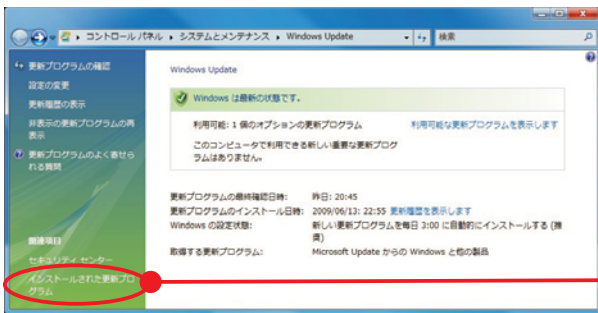 コントロール パネル ▸ システムとメンテナンス ▸ Windows Update
検索
更新プログラムの確認
設定の変更
更新履歴の表示
非表示の更新プログラムの再
表示
更新プログラムのよく寄せら
れる質問
関連項目
セキュリティ センター
インストールされた更新プロ
グラム
Windows Update
Windows は最新の状態です。
利用可能: 1 個のオプションの更新プログラム 利用可能な更新プログラムを表示します
このコンピュータで利用できる新しい重要な更新プログ
ラムはありません。
更新プログラムの最終確認日時: 昨日: 20:45
更新プログラムのインストール日時: 2009/06/13: 22:55 更新履歴を表示します
Windows の設定状態: 新しい更新プログラムを毎日 3:00 に自動的にインストールする (推
奨)
取得する更新プログラム: Microsoft Update からの Windows と他の製品